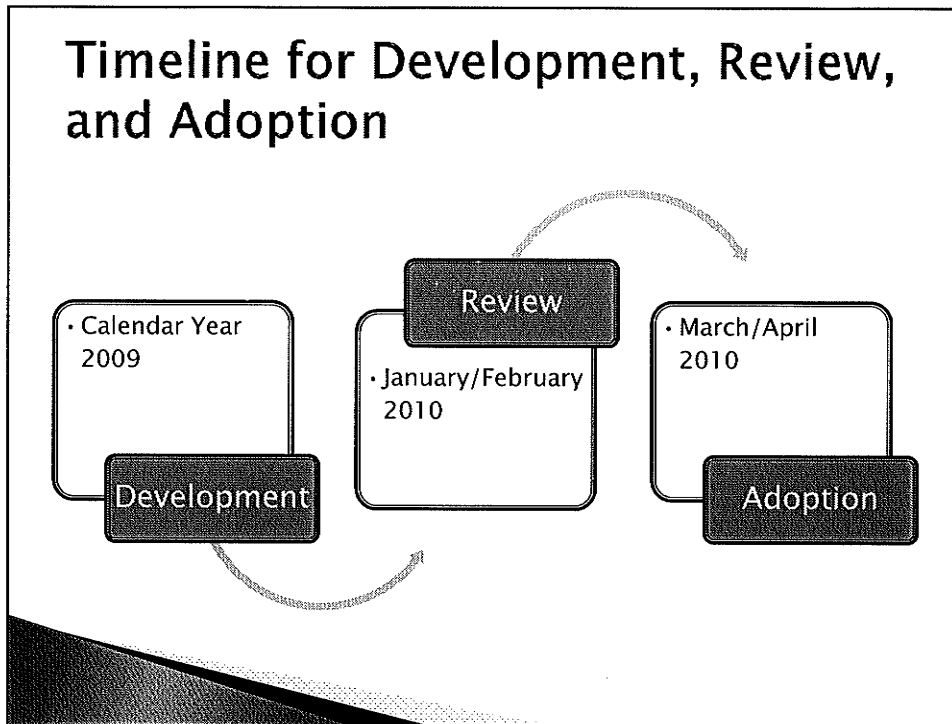 Timeline for Development, Review,
and Adoption
· Calendar Year
2009
Development
Review
· January/February
2010
· March/April
2010
Adoption